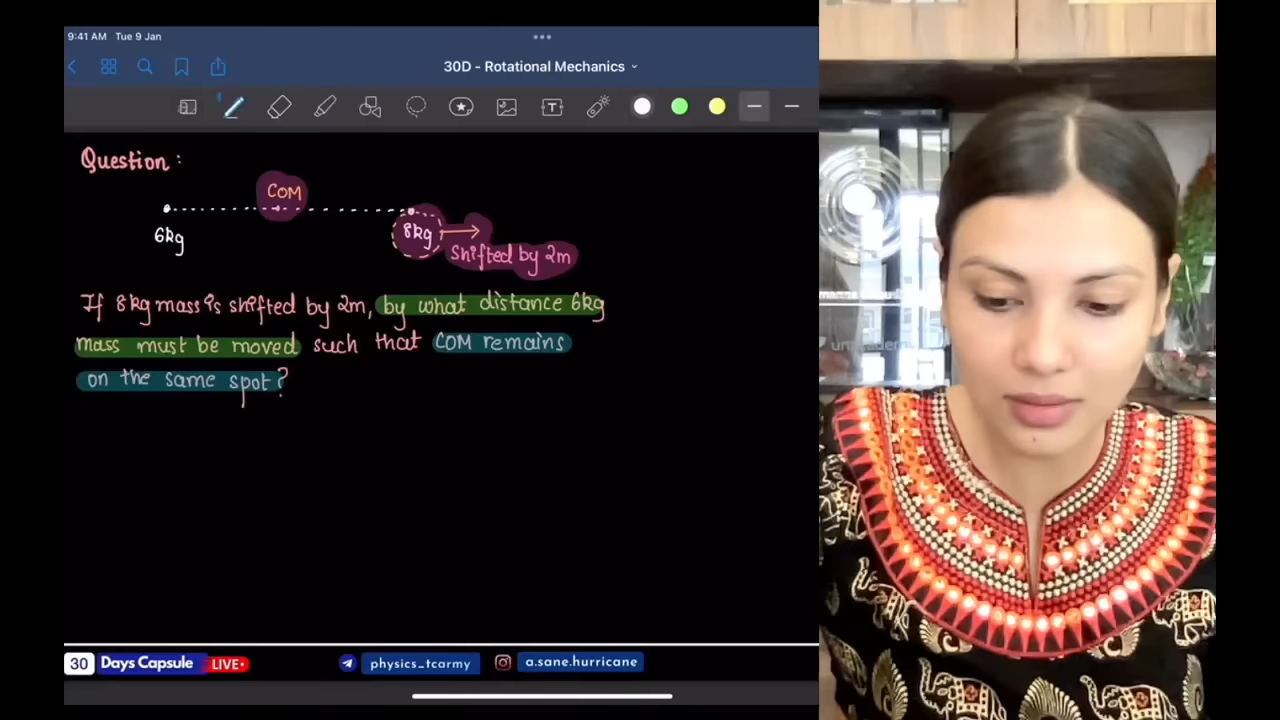 9:41 AM Tue 9 Jan
30D - Rotational Mechanics
T
Question:
COM
6kg
8kg
shifted by 2m
If 8kg mass is shifted by 2m, by what distance 6kg
mass must be moved such that COM remains
on the same spot?
30 Days Capsule LIVE
physics_tcarmy
a.sane.hurricane